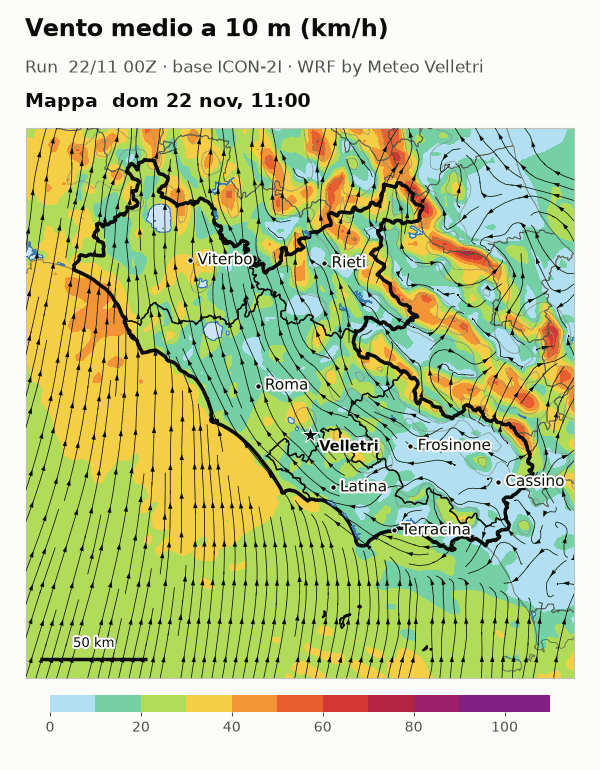 Vento medio a 10 m (km/h)
Run  22/11 00Z · base ICON-2I · WRF by Meteo Velletri
Mappa  dom 22 nov, 11:00
Viterbo
Rieti
Roma
Velletri
Frosinone
Latina
Cassino
Terracina
50 km
0 20 40 60 80 100